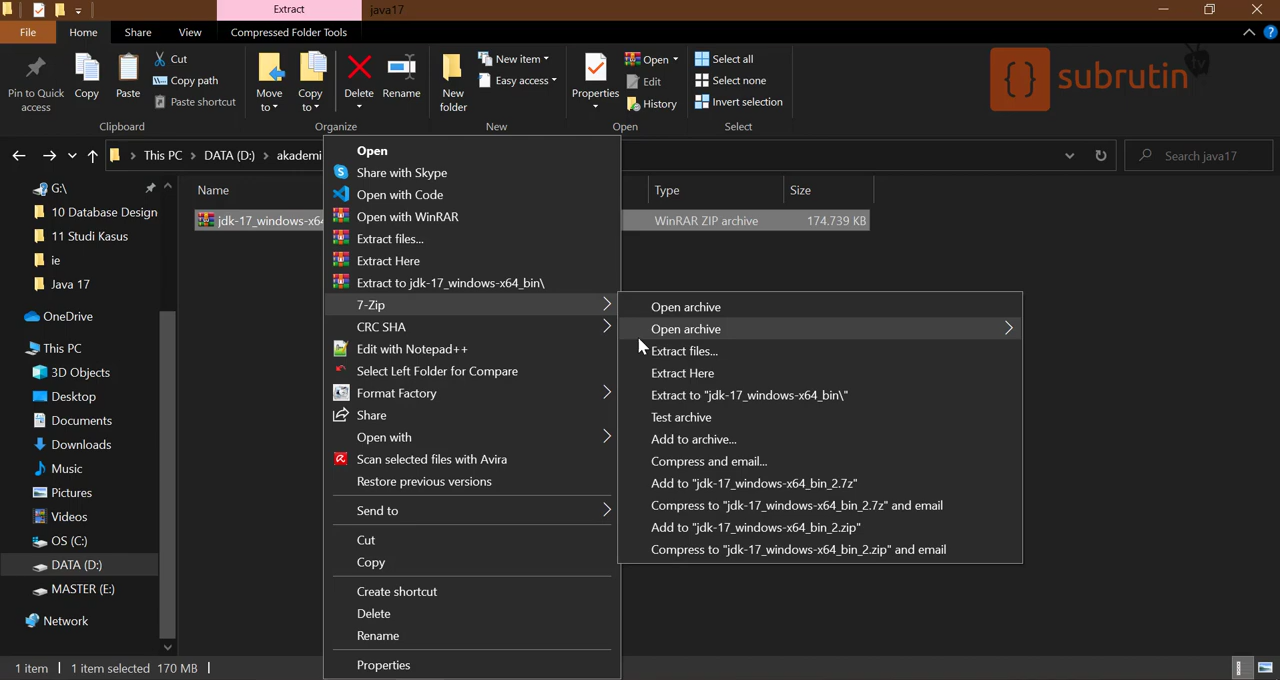 Extract java17
File Home Share View Compressed Folder Tools
Pin to Quick access
Copy
Paste
Cut
Copy path
Paste shortcut
Clipboard
Move to
Copy to
Delete
Rename
Organize
New folder
New item
Easy access
New
Properties
Open
Edit
History
Open
Select all
Select none
Invert selection
Select
{} subrutin tv
This PC > DATA (D:) > akademi
Search java17
G:\
10 Database Design
11 Studi Kasus
ie
Java 17
OneDrive
This PC
3D Objects
Desktop
Documents
Downloads
Music
Pictures
Videos
OS (C:)
DATA (D:)
MASTER (E:)
Network
Name Type Size
jdk-17_windows-x64 WinRAR ZIP archive 174.739 KB
Open
Share with Skype
Open with Code
Open with WinRAR
Extract files...
Extract Here
Extract to jdk-17_windows-x64_bin\
7-Zip
CRC SHA
Edit with Notepad++
Select Left Folder for Compare
Format Factory
Share
Open with
Scan selected files with Avira
Restore previous versions
Send to
Cut
Copy
Create shortcut
Delete
Rename
Properties
Open archive
Open archive
Extract files...
Extract Here
Extract to "jdk-17_windows-x64_bin\"
Test archive
Add to archive...
Compress and email...
Add to "jdk-17_windows-x64_bin_2.7z"
Compress to "jdk-17_windows-x64_bin_2.7z" and email
Add to "jdk-17_windows-x64_bin_2.zip"
Compress to "jdk-17_windows-x64_bin_2.zip" and email
1 item 1 item selected 170 MB